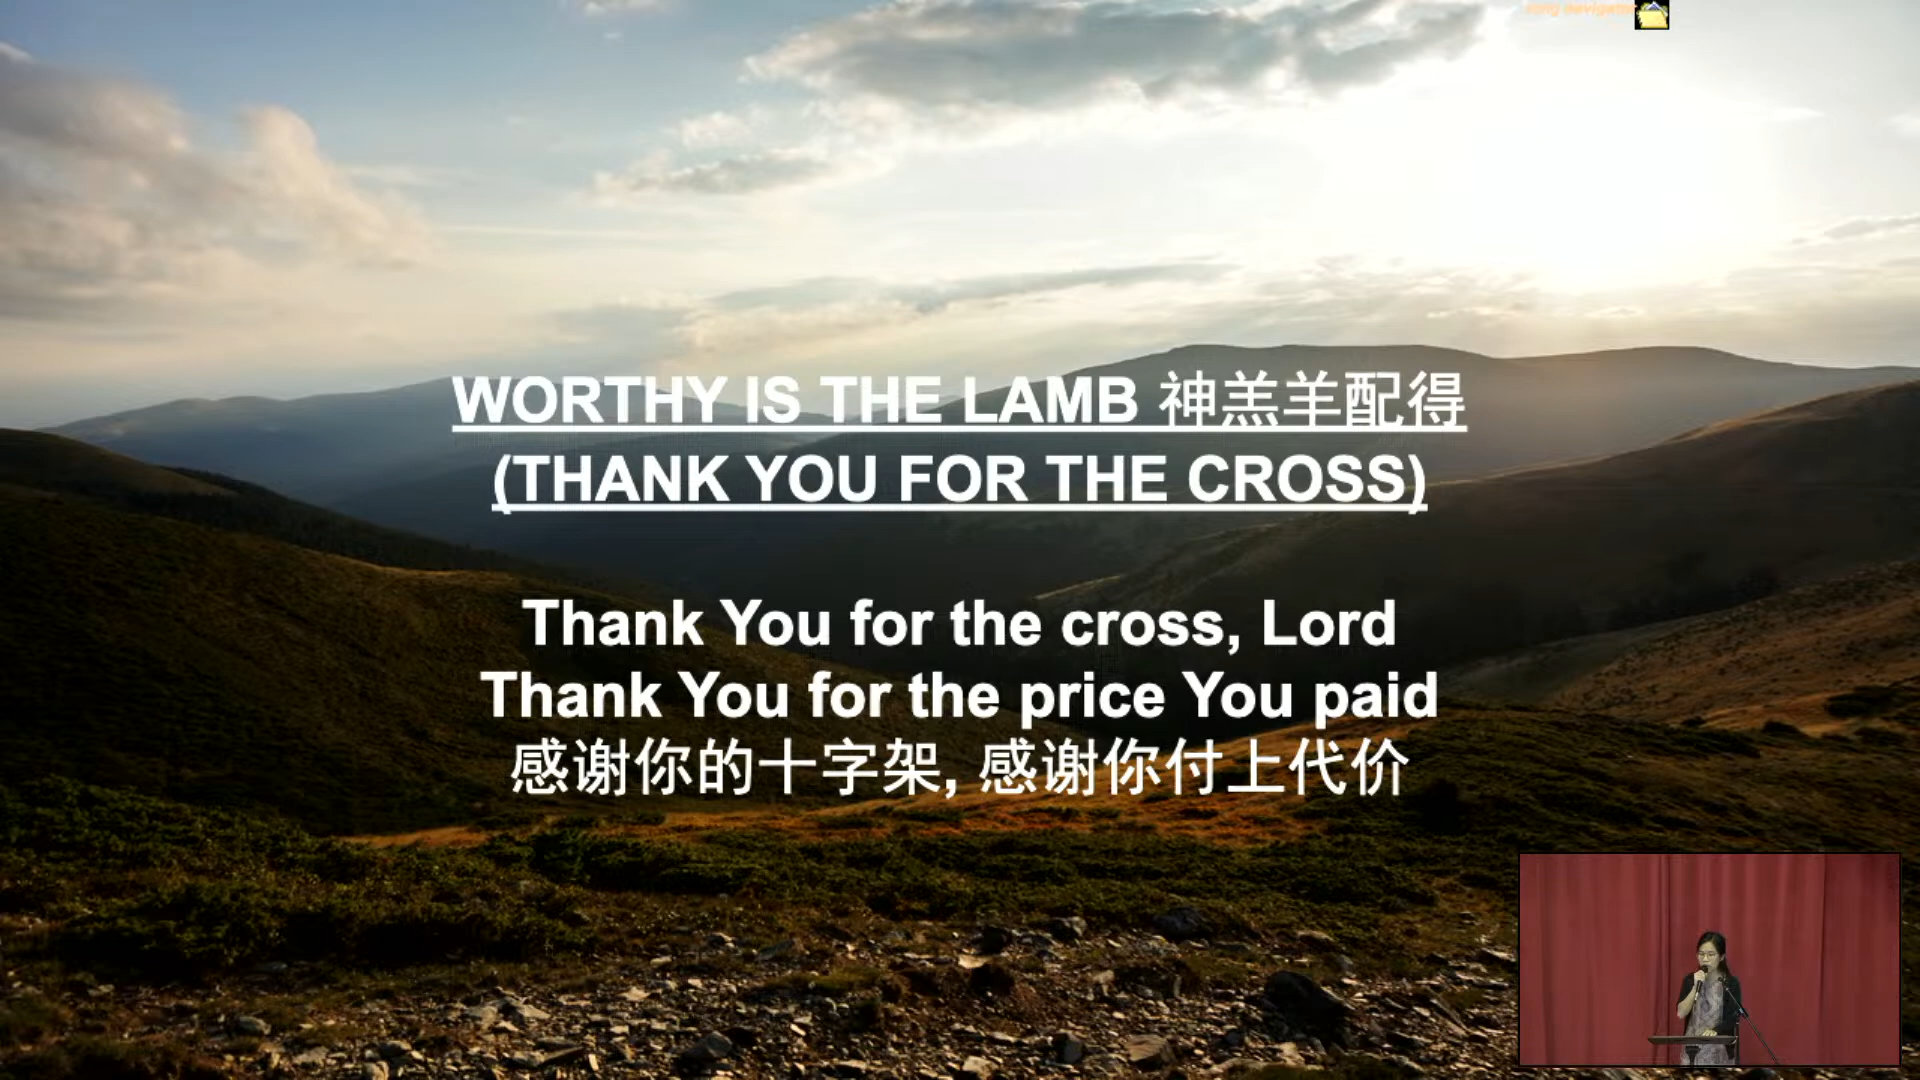 song navigator
WORTHY IS THE LAMB 神羔羊配得
(THANK YOU FOR THE CROSS)
Thank You for the cross, Lord
Thank You for the price You paid
感谢你的十字架, 感谢你付上代价